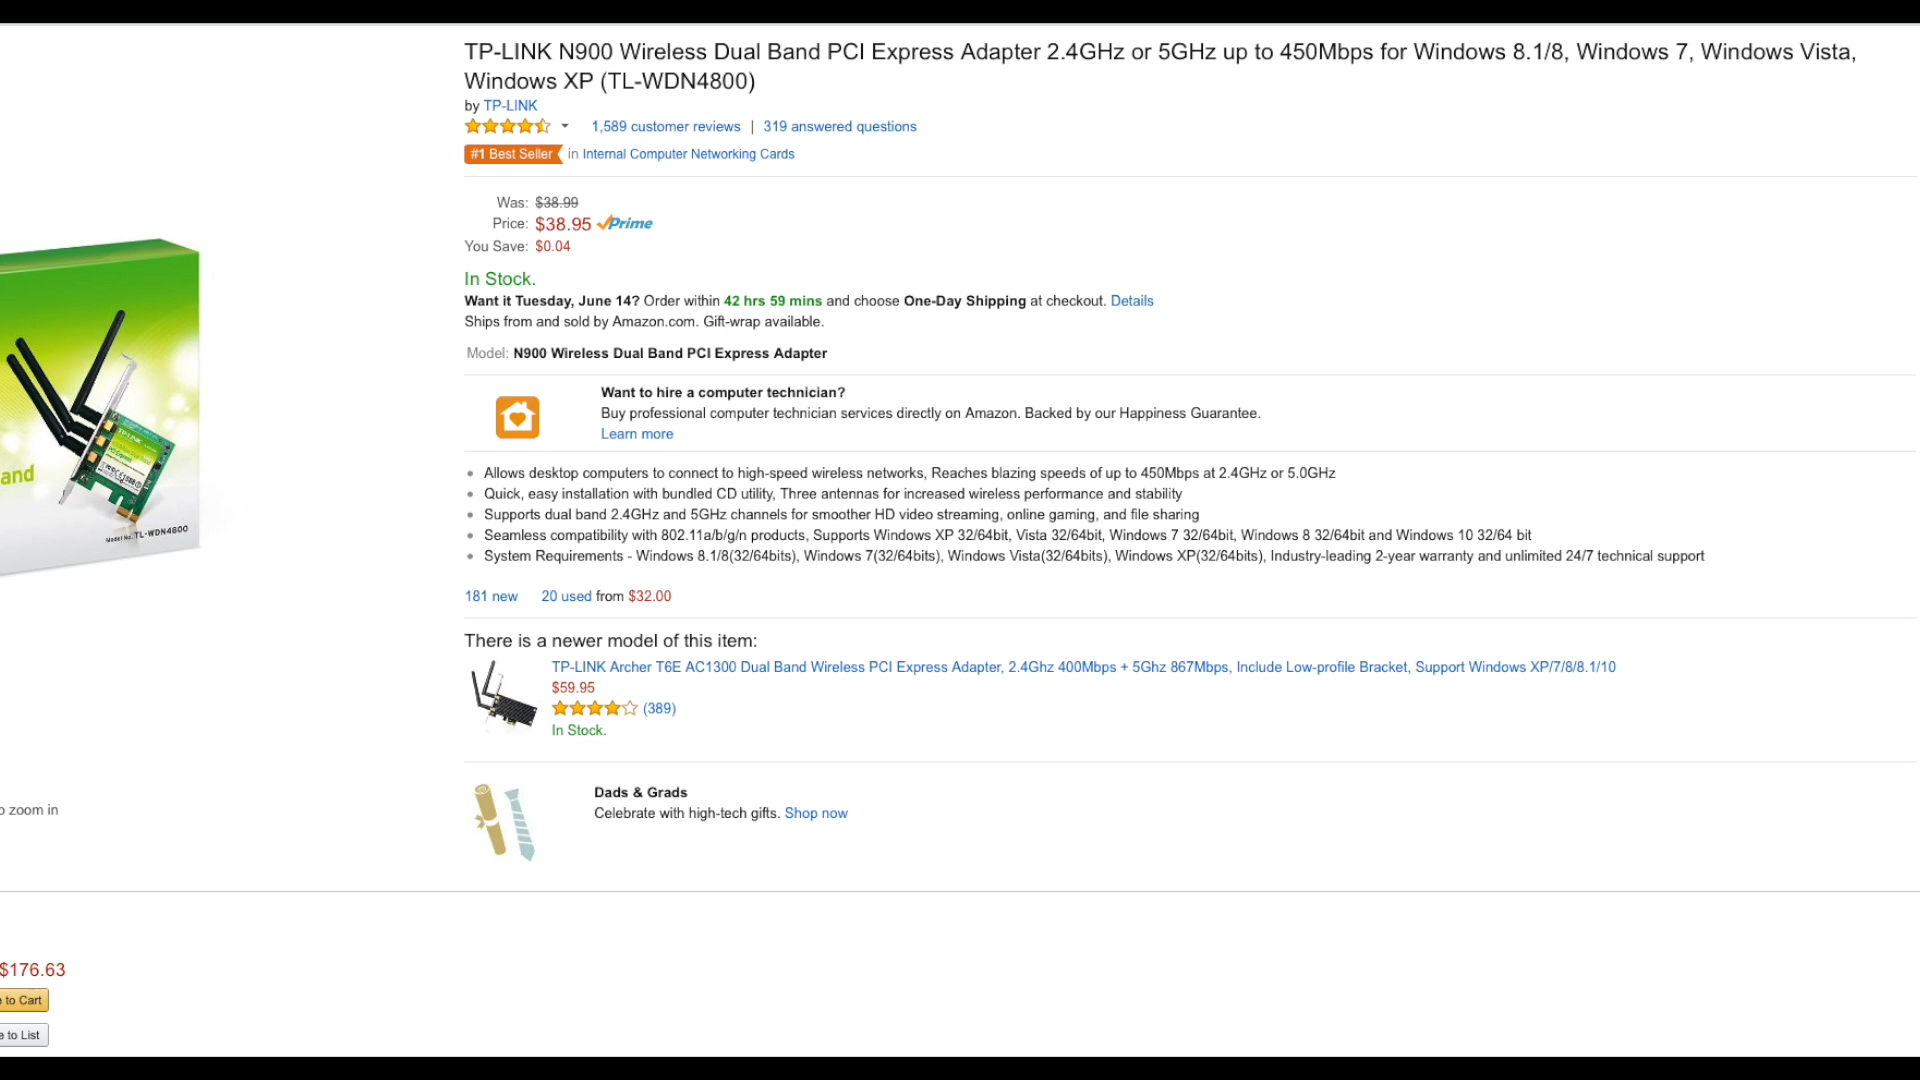 TP-LINK N900 Wireless Dual Band PCI Express Adapter 2.4GHz or 5GHz up to 450Mbps for Windows 8.1/8, Windows 7, Windows Vista,
Windows XP (TL-WDN4800)
by TP-LINK
1,589 customer reviews | 319 answered questions
#1 Best Seller in Internal Computer Networking Cards
Was: $38.99
Price: $38.95 Prime
You Save: $0.04
In Stock.
Want it Tuesday, June 14? Order within 42 hrs 59 mins and choose One-Day Shipping at checkout. Details
Ships from and sold by Amazon.com. Gift-wrap available.
Model: N900 Wireless Dual Band PCI Express Adapter
Want to hire a computer technician?
Buy professional computer technician services directly on Amazon. Backed by our Happiness Guarantee.
Learn more
TP-LINK
PCI Express
and
Model No. TL-WDN4800
• Allows desktop computers to connect to high-speed wireless networks, Reaches blazing speeds of up to 450Mbps at 2.4GHz or 5.0GHz
• Quick, easy installation with bundled CD utility, Three antennas for increased wireless performance and stability
• Supports dual band 2.4GHz and 5GHz channels for smoother HD video streaming, online gaming, and file sharing
• Seamless compatibility with 802.11a/b/g/n products, Supports Windows XP 32/64bit, Vista 32/64bit, Windows 7 32/64bit, Windows 8 32/64bit and Windows 10 32/64 bit
• System Requirements - Windows 8.1/8(32/64bits), Windows 7(32/64bits), Windows Vista(32/64bits), Windows XP(32/64bits), Industry-leading 2-year warranty and unlimited 24/7 technical support
181 new 20 used from $32.00
There is a newer model of this item:
TP-LINK Archer T6E AC1300 Dual Band Wireless PCI Express Adapter, 2.4Ghz 400Mbps + 5Ghz 867Mbps, Include Low-profile Bracket, Support Windows XP/7/8/8.1/10
$59.95
(389)
In Stock.
Dads & Grads
Celebrate with high-tech gifts. Shop now
o zoom in
$176.63
e to Cart
e to List